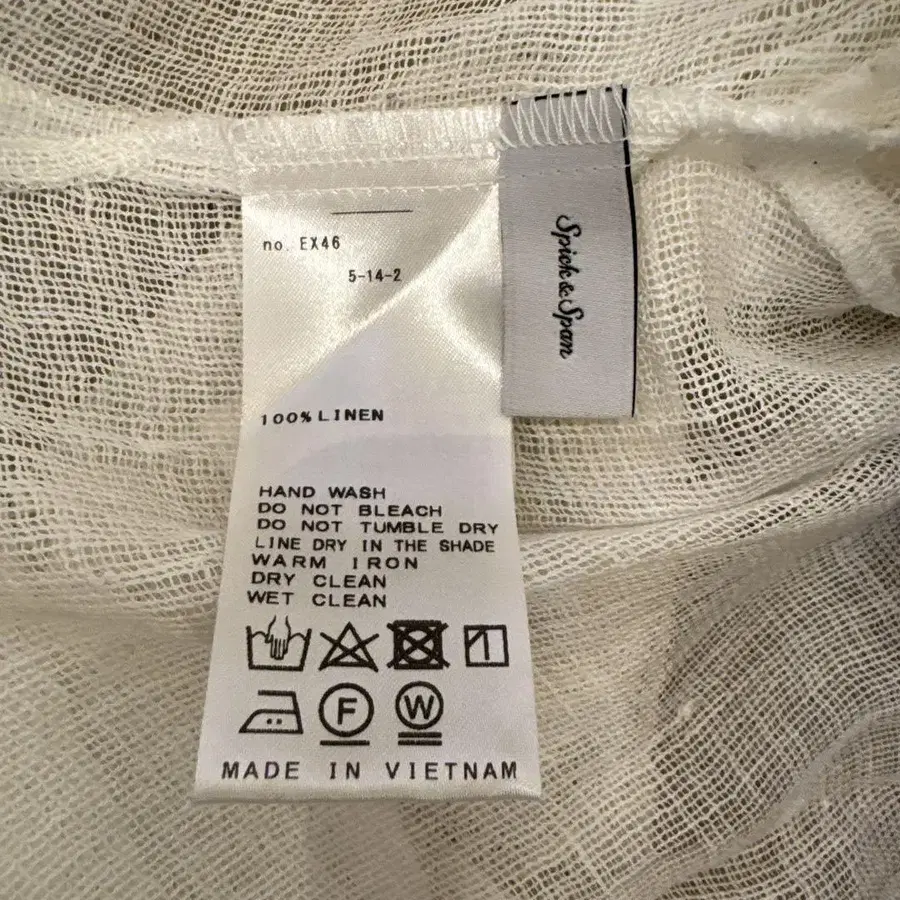 no. EX46
5-14-2
100% LINEN
HAND WASH
DO NOT BLEACH
DO NOT TUMBLE DRY
LINE DRY IN THE SHADE
WARM IRON
DRY CLEAN
WET CLEAN
F
W
MADE IN VIETNAM
Spick & Span